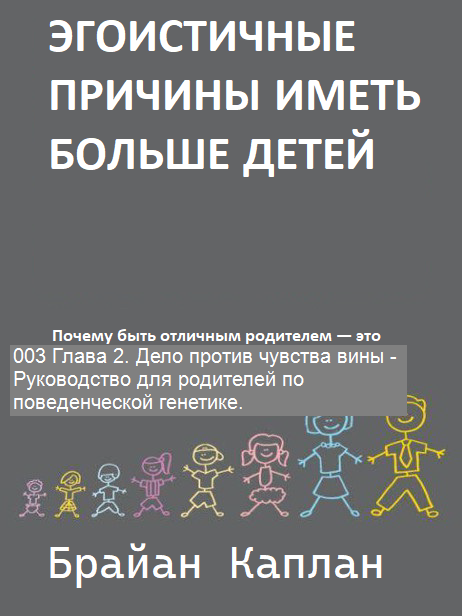 ЭГОИСТИЧНЫЕ
ПРИЧИНЫ ИМЕТЬ
БОЛЬШЕ ДЕТЕЙ
Почему быть отличным родителем — это
003 Глава 2. Дело против чувства вины -
Руководство для родителей по
поведенческой генетике.
Брайан Каплан